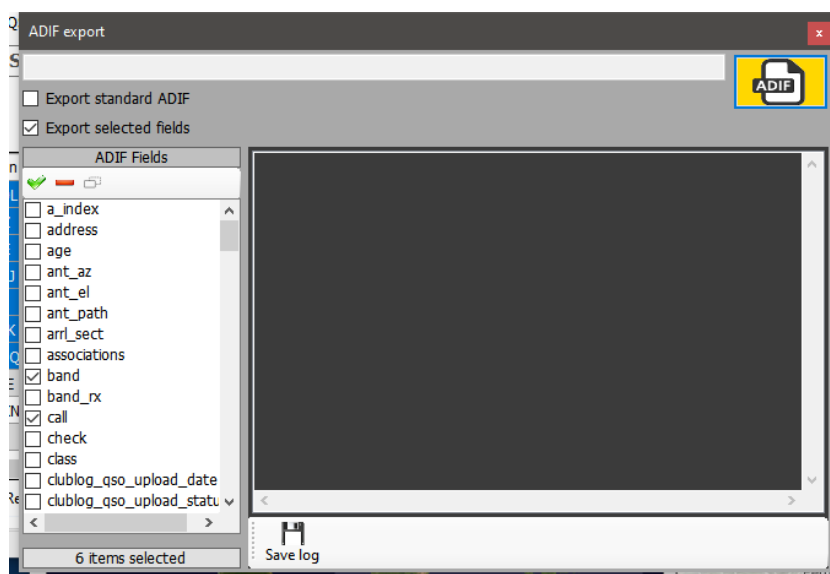 ADIF export
x
ADIF
Export standard ADIF
Export selected fields
ADIF Fields
a_index
address
age
ant_az
ant_el
ant_path
arrl_sect
associations
band
band_rx
call
check
class
clublog_qso_upload_date
clublog_qso_upload_statu
6 items selected
Save log